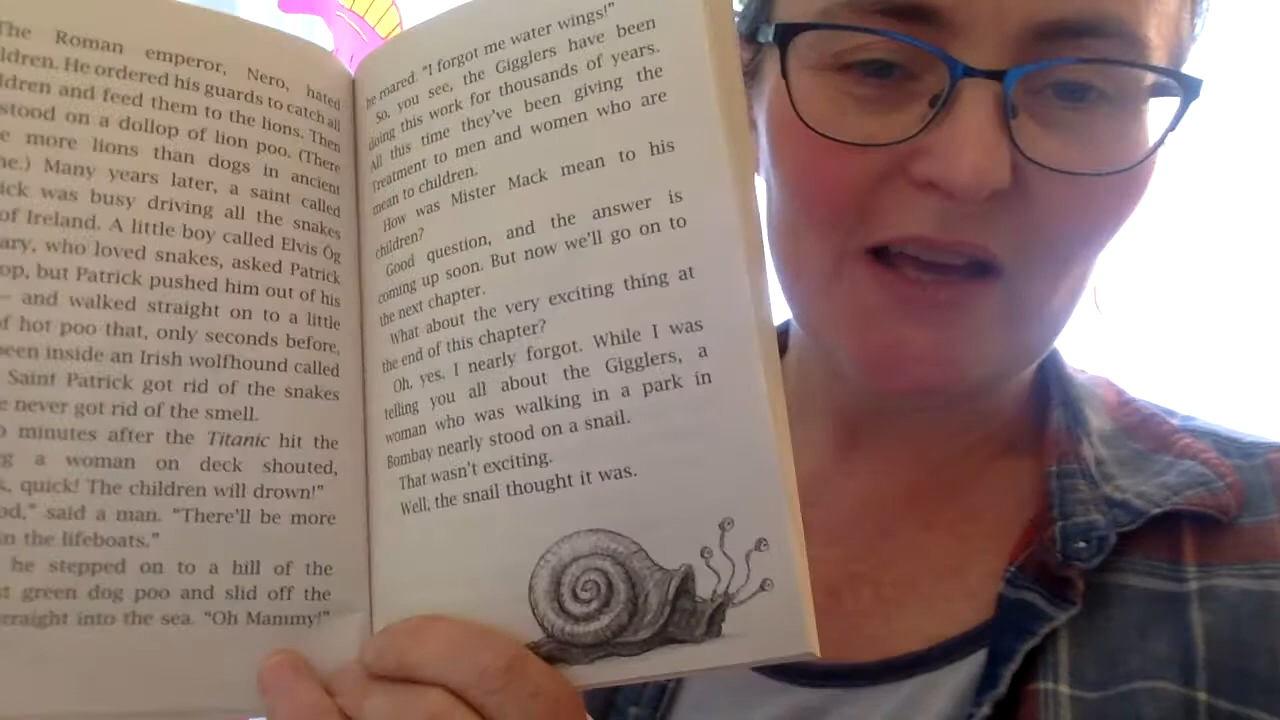 The Roman emperor, Nero, hated
ldren. He ordered his guards to catch all
ldren and feed them to the lions. Then
stood on a dollop of lion poo. (There
e more lions than dogs in ancient
me.) Many years later, a saint called
ick was busy driving all the snakes
of Ireland. A little boy called Elvis Óg
ary, who loved snakes, asked Patrick
op, but Patrick pushed him out of his
— and walked straight on to a little
of hot poo that, only seconds before,
been inside an Irish wolfhound called
Saint Patrick got rid of the snakes
e never got rid of the smell.
o minutes after the Titanic hit the
g a woman on deck shouted,
k, quick! The children will drown!"
od," said a man. "There'll be more
in the lifeboats."
he stepped on to a hill of the
st green dog poo and slid off the
straight into the sea. "Oh Mammy!"
he roared. "I forgot me water wings!"
So, you see, the Gigglers have been
doing this work for thousands of years.
All this time they've been giving the
Treatment to men and women who are
mean to children.
How was Mister Mack mean to his
children?
Good question, and the answer is
coming up soon. But now we'll go on to
the next chapter.
What about the very exciting thing at
the end of this chapter?
Oh, yes. I nearly forgot. While I was
telling you all about the Gigglers, a
woman who was walking in a park in
Bombay nearly stood on a snail.
That wasn't exciting.
Well, the snail thought it was.